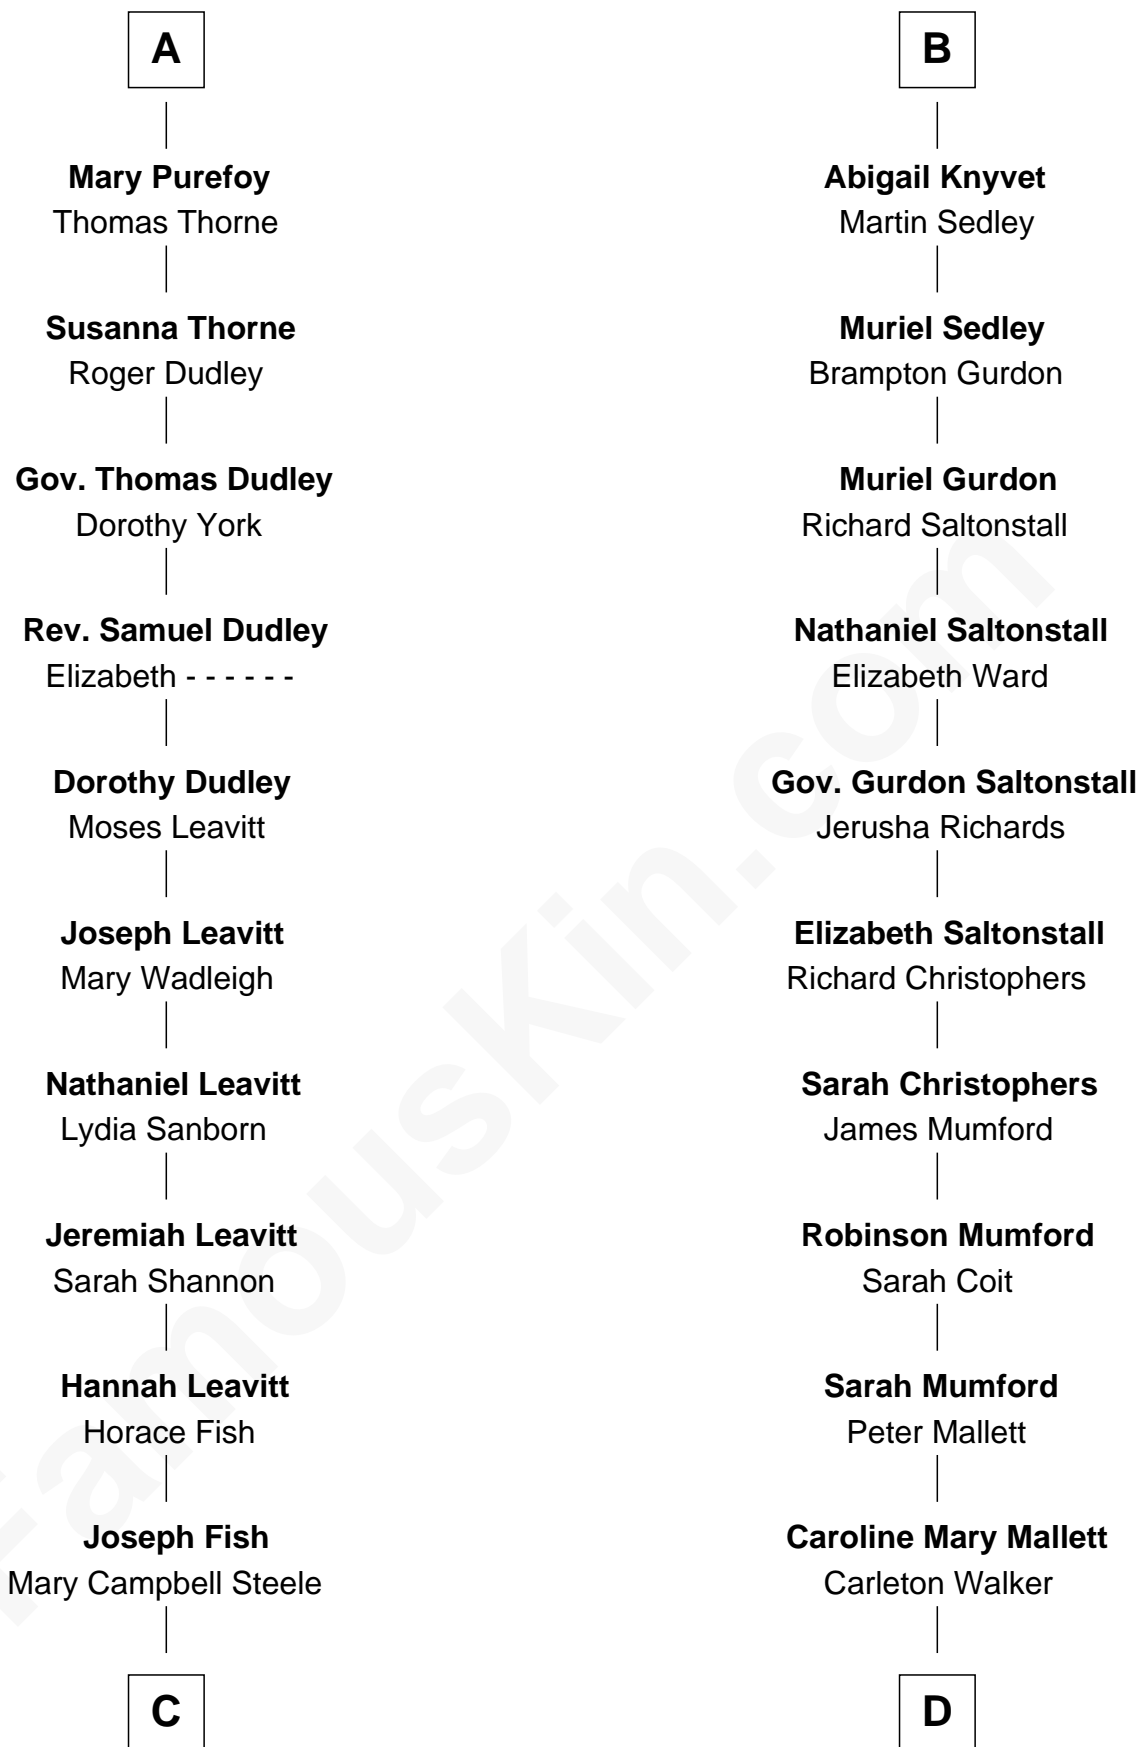 A
Mary Purefoy
Thomas Thorne
Susanna Thorne
Roger Dudley
Gov. Thomas Dudley
Dorothy York
Rev. Samuel Dudley
Elizabeth - - - - - -
Dorothy Dudley
Moses Leavitt
Joseph Leavitt
Mary Wadleigh
Nathaniel Leavitt
Lydia Sanborn
Jeremiah Leavitt
Sarah Shannon
Hannah Leavitt
Horace Fish
Joseph Fish
Mary Campbell Steele
C
B
Abigail Knyvet
Martin Sedley
Muriel Sedley
Brampton Gurdon
Muriel Gurdon
Richard Saltonstall
Nathaniel Saltonstall
Elizabeth Ward
Gov. Gurdon Saltonstall
Jerusha Richards
Elizabeth Saltonstall
Richard Christophers
Sarah Christophers
James Mumford
Robinson Mumford
Sarah Coit
Sarah Mumford
Peter Mallett
Caroline Mary Mallett
Carleton Walker
D
FamousKin.com